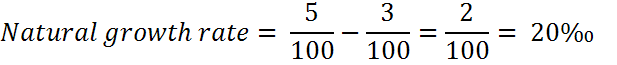 Natural growth rate = 5/100 − 3/100 = 2/100 = 20‰